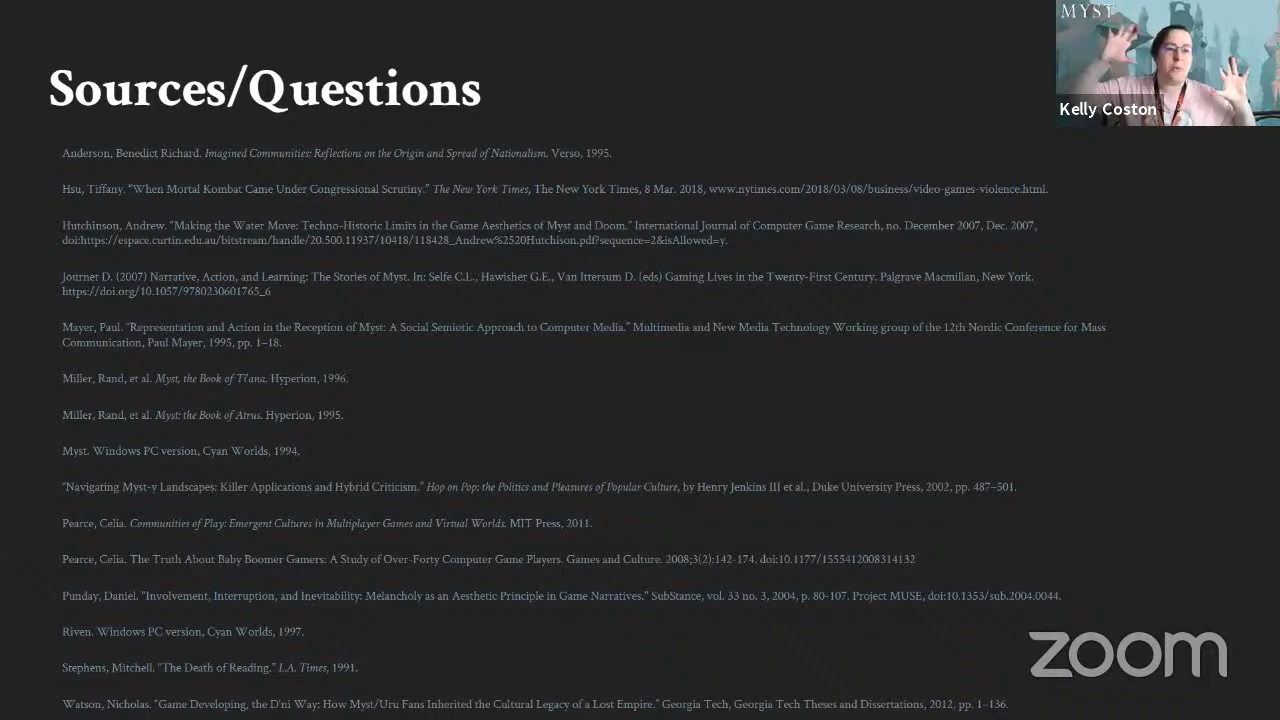 MYST
Kelly Coston
Sources/Questions
Anderson, Benedict Richard. Imagined Communities: Reflections on the Origin and Spread of Nationalism. Verso, 1995.
Hsu, Tiffany. “When Mortal Kombat Came Under Congressional Scrutiny.” The New York Times, The New York Times, 8 Mar. 2018, www.nytimes.com/2018/03/08/business/video-games-violence.html.
Hutchinson, Andrew. “Making the Water Move: Techno-Historic Limits in the Game Aesthetics of Myst and Doom.” International Journal of Computer Game Research, no. December 2007, Dec. 2007,
doi:https://espace.curtin.edu.au/bitstream/handle/20.500.11937/10418/118428_Andrew%2520Hutchison.pdf?sequence=2&isAllowed=y.
Journet D. (2007) Narrative, Action, and Learning: The Stories of Myst. In: Selfe C.L., Hawisher G.E., Van Ittersum D. (eds) Gaming Lives in the Twenty-First Century. Palgrave Macmillan, New York.
https://doi.org/10.1057/9780230601765_6
Mayer, Paul. “Representation and Action in the Reception of Myst: A Social Semiotic Approach to Computer Media.” Multimedia and New Media Technology Working group of the 12th Nordic Conference for Mass
Communication, Paul Mayer, 1995, pp. 1–18.
Miller, Rand, et al. Myst, the Book of Ti'ana. Hyperion, 1996.
Miller, Rand, et al. Myst: the Book of Atrus. Hyperion, 1995.
Myst. Windows PC version, Cyan Worlds, 1994.
“Navigating Myst-y Landscapes: Killer Applications and Hybrid Criticism.” Hop on Pop: the Politics and Pleasures of Popular Culture, by Henry Jenkins III et al., Duke University Press, 2002, pp. 487–501.
Pearce, Celia. Communities of Play: Emergent Cultures in Multiplayer Games and Virtual Worlds. MIT Press, 2011.
Pearce, Celia. The Truth About Baby Boomer Gamers: A Study of Over-Forty Computer Game Players. Games and Culture. 2008;3(2):142-174. doi:10.1177/1555412008314132
Punday, Daniel. "Involvement, Interruption, and Inevitability: Melancholy as an Aesthetic Principle in Game Narratives." SubStance, vol. 33 no. 3, 2004, p. 80-107. Project MUSE, doi:10.1353/sub.2004.0044.
Riven. Windows PC version, Cyan Worlds, 1997.
Stephens, Mitchell. “The Death of Reading.” L.A. Times, 1991.
Watson, Nicholas. “Game Developing, the D'ni Way: How Myst/Uru Fans Inherited the Cultural Legacy of a Lost Empire.” Georgia Tech, Georgia Tech Theses and Dissertations, 2012, pp. 1–136.
zoom